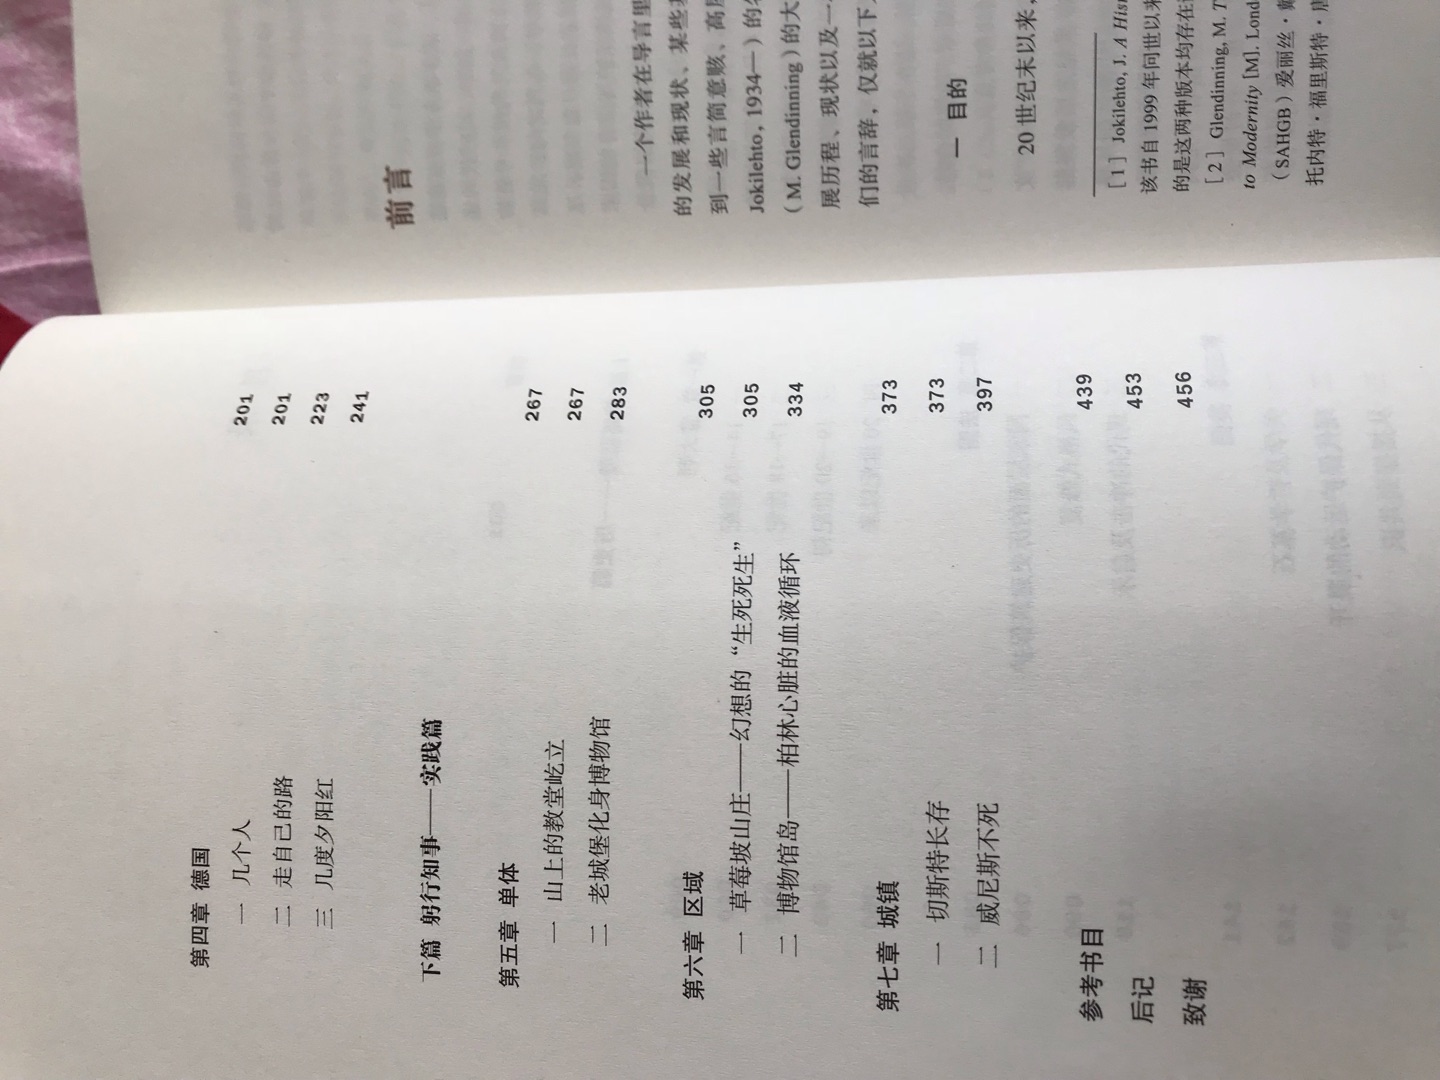 第四章 德国 201
一 几个人 201
二 走自己的路 223
三 几度夕阳红 241
下篇 躬行知事——实践篇
第五章 单体 267
一 山上的教堂屹立 267
二 老城堡化身博物馆 283
第六章 区域 305
一 草莓坡山庄——幻想的“生死死生” 305
二 博物馆岛——柏林心脏的血液循环 334
第七章 城镇 373
一 切斯特长存 373
二 威尼斯不死 397
参考书目 439
后记 453
致谢 456
前言
一个作者在导言里
的发展和现状、某些
到一些言简意赅、高
Jokilehto, 1934—）的
（M. Glendinning）的大
展历程、现状以及一
们的言辞，仅就以下
一 目的
20 世纪末以来，
[1] Jokilehto, J. A His
该书自 1999 年问世以来
的是这两种版本均存在
[2] Glendinning, M. T
to Modernity [M]. Lond
（SAHGB）爱丽丝·
托内特·福里斯特·唐